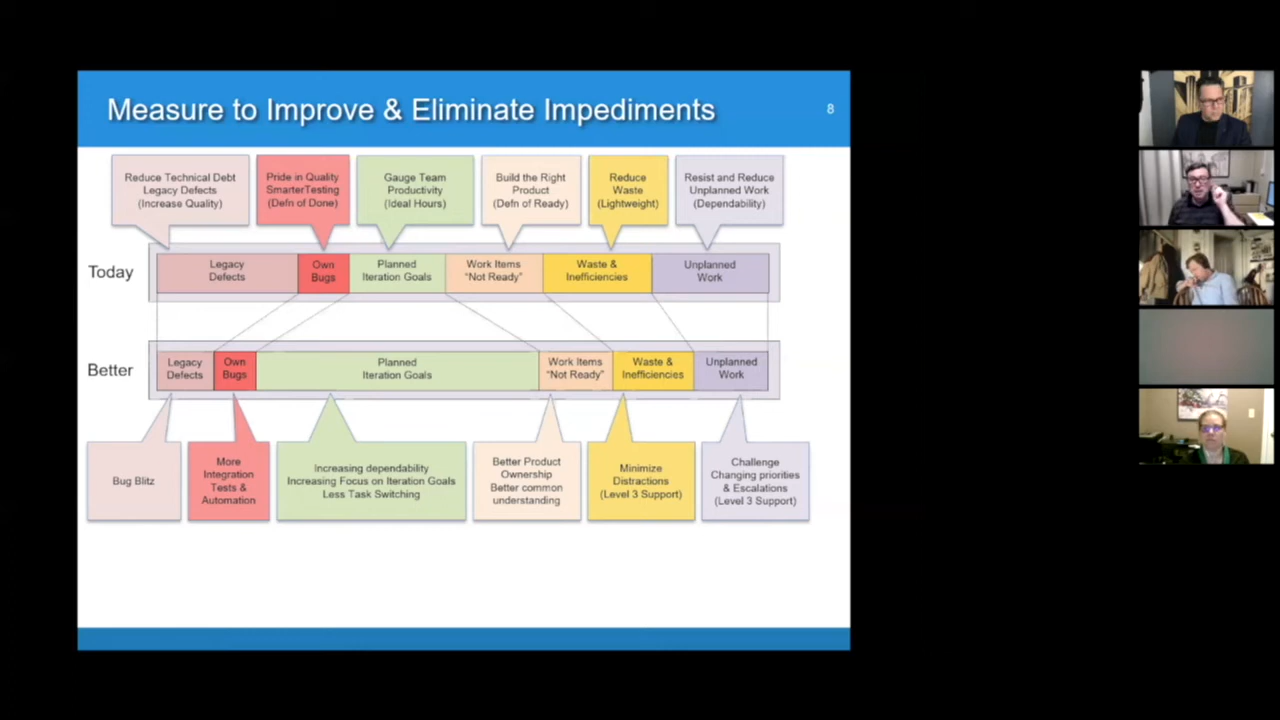 Measure to Improve & Eliminate Impediments
8
Reduce Technical Debt
Legacy Defects
(Increase Quality)
Pride in Quality
SmarterTesting
(Defn of Done)
Gauge Team
Productivity
(Ideal Hours)
Build the Right
Product
(Defn of Ready)
Reduce
Waste
(Lightweight)
Resist and Reduce
Unplanned Work
(Dependability)
Today
Legacy
Defects
Own
Bugs
Planned
Iteration Goals
Work Items
"Not Ready"
Waste &
Inefficiencies
Unplanned
Work
Better
Legacy
Defects
Own
Bugs
Planned
Iteration Goals
Work Items
"Not Ready"
Waste &
Inefficiencies
Unplanned
Work
Bug Blitz
More
Integration
Tests &
Automation
Increasing dependability
Increasing Focus on Iteration Goals
Less Task Switching
Better Product
Ownership
Better common
understanding
Minimize
Distractions
(Level 3 Support)
Challenge
Changing priorities
& Escalations
(Level 3 Support)